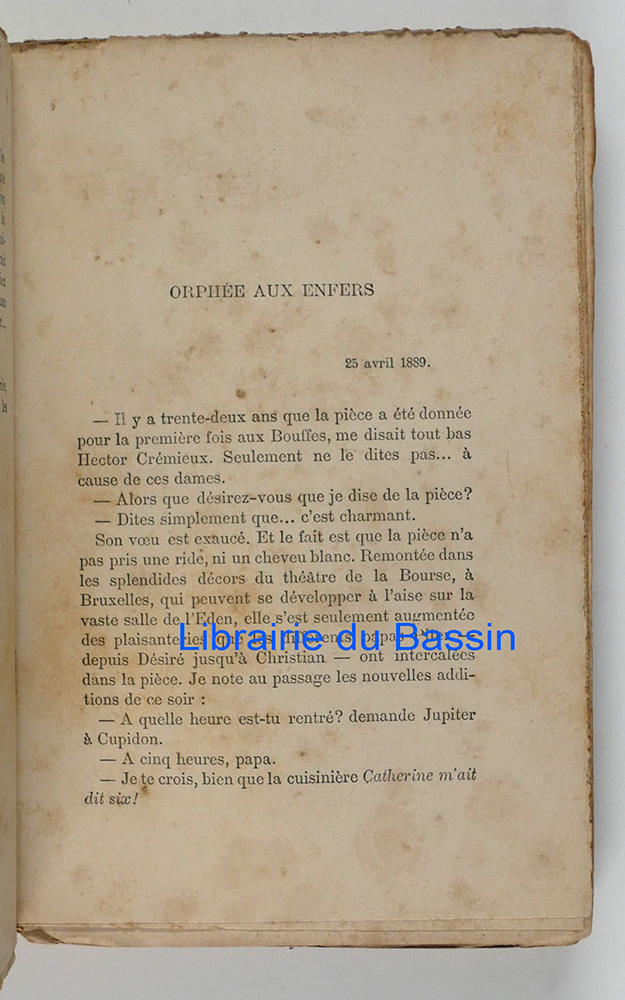 ORPHÉE AUX ENFERS
25 avril 1889.
— Il y a trente-deux ans que la pièce a été donnée
pour la première fois aux Bouffes, me disait tout bas
Hector Crémieux. Seulement ne le dites pas... à
cause de ces dames.
— Alors que désirez-vous que je dise de la pièce?
— Dites simplement que... c'est charmant.
Son vœu est exaucé. Et le fait est que la pièce n'a
pas pris une ride, ni un cheveu blanc. Remontée dans
les splendides décors du théâtre de la Bourse, à
Bruxelles, qui peuvent se développer à l'aise sur la
vaste salle de l'Eden, elle s'est seulement augmentée
des plaisanteries les différents papas
Librairie du Bassin
depuis Désiré jusqu'à Christian — ont intercalées
dans la pièce. Je note au passage les nouvelles addi-
tions de ce soir :
— A quelle heure est-tu rentré? demande Jupiter
à Cupidon.
— A cinq heures, papa.
— Je te crois, bien que la cuisinière Catherine m'ait
dit six!